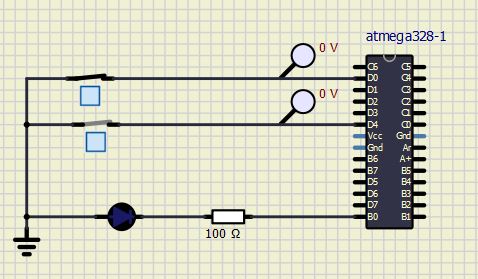 atmega328-1
0 V
0 V
C6 C5
D0 C4
D1 C3
D2 C2
D3 C1
D4 C0
Vcc Gnd
Gnd Ar
B6 A+
B7 B5
D5 B4
D6 B3
D7 B2
B0 B1
100 Ω